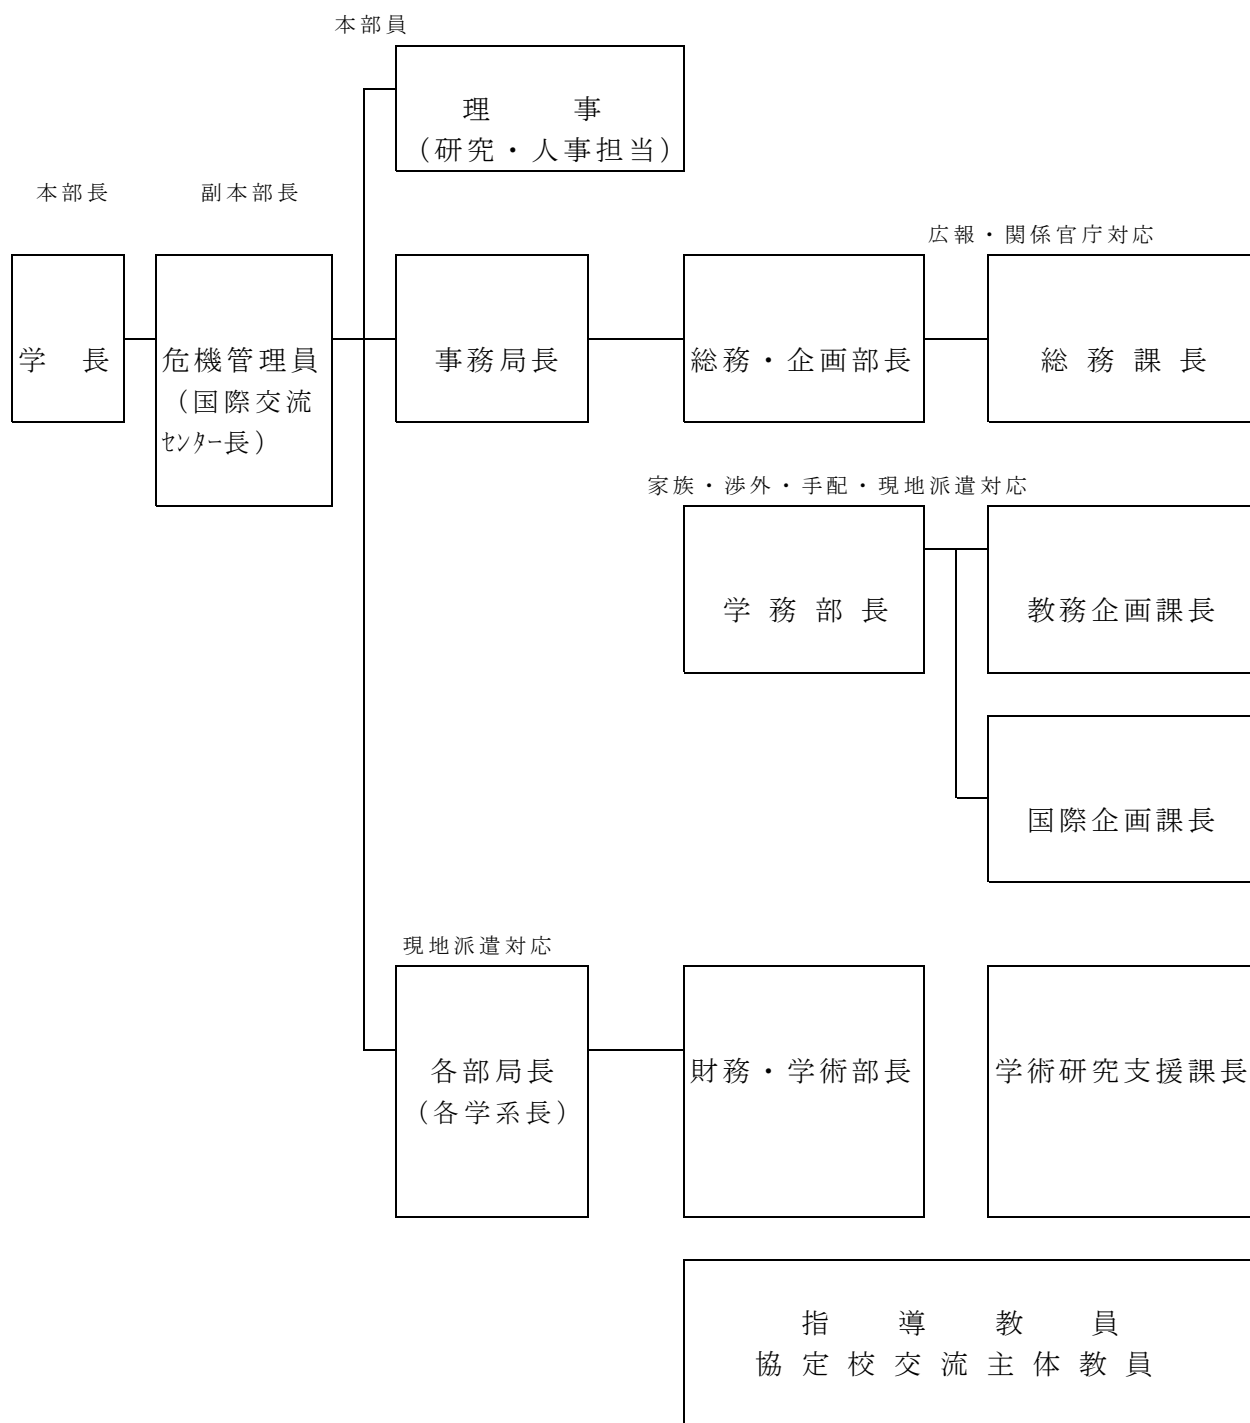 本部員
理事
（研究・人事担当）
本部長
副本部長
広報・関係官庁対応
学長
危機管理員
（国際交流
ｾﾝﾀｰ長）
事務局長
総務・企画部長
総務課長
家族・渉外・手配・現地派遣対応
学務部長
教務企画課長
国際企画課長
現地派遣対応
各部局長
（各学系長）
財務・学術部長
学術研究支援課長
指導教員
協定校交流主体教員